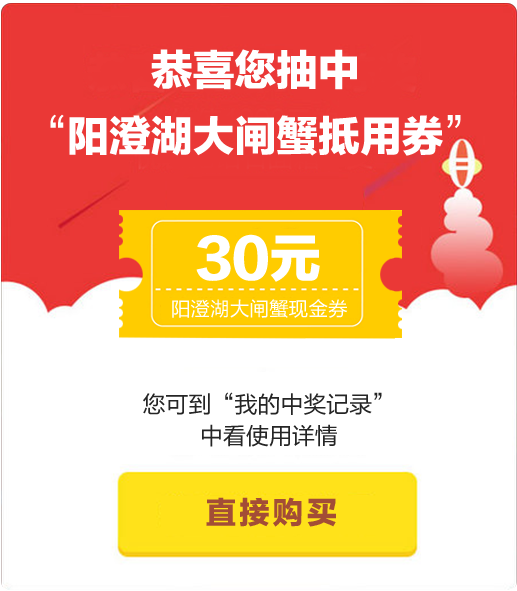 恭喜您抽中
“阳澄湖大闸蟹抵用券”
30元
阳澄湖大闸蟹现金券
您可到“我的中奖记录”
中看使用详情
直接购买